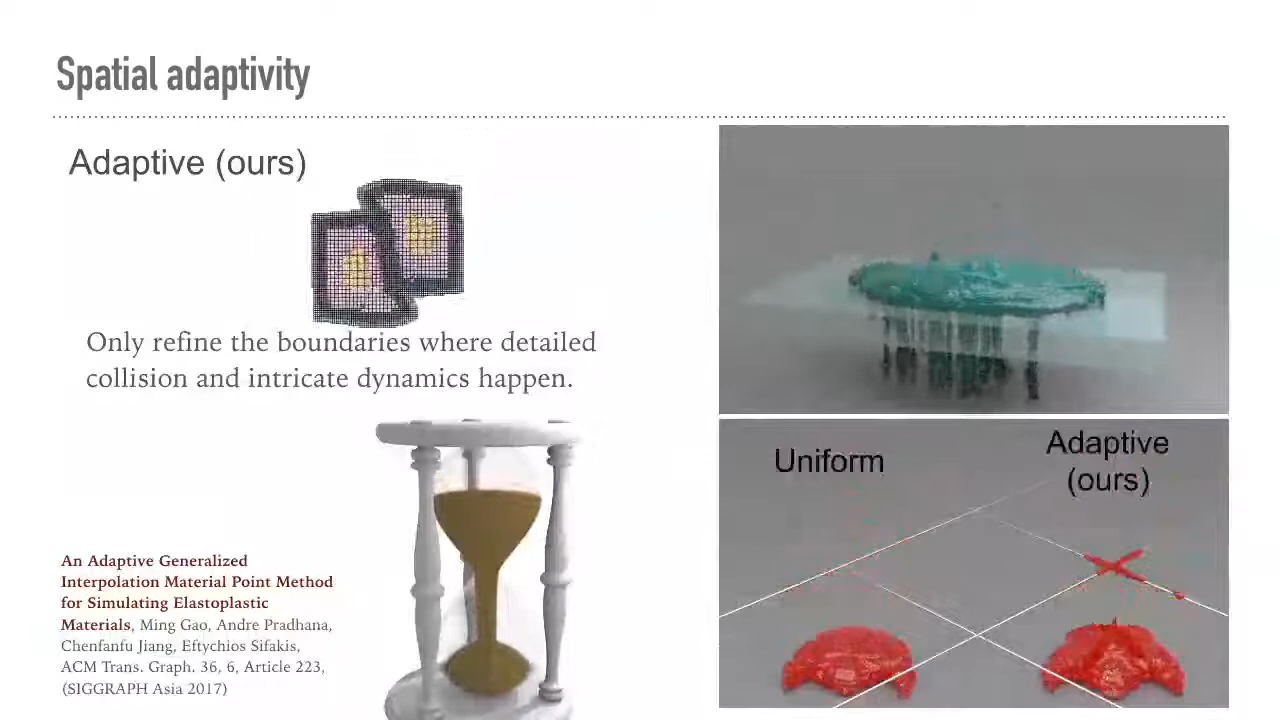 Spatial adaptivity
Adaptive (ours)
Only refine the boundaries where detailed
collision and intricate dynamics happen.
An Adaptive Generalized
Interpolation Material Point Method
for Simulating Elastoplastic
Materials, Ming Gao, Andre Pradhana,
Chenfanfu Jiang, Eftychios Sifakis,
ACM Trans. Graph. 36, 6, Article 223,
(SIGGRAPH Asia 2017)
Uniform
Adaptive
(ours)